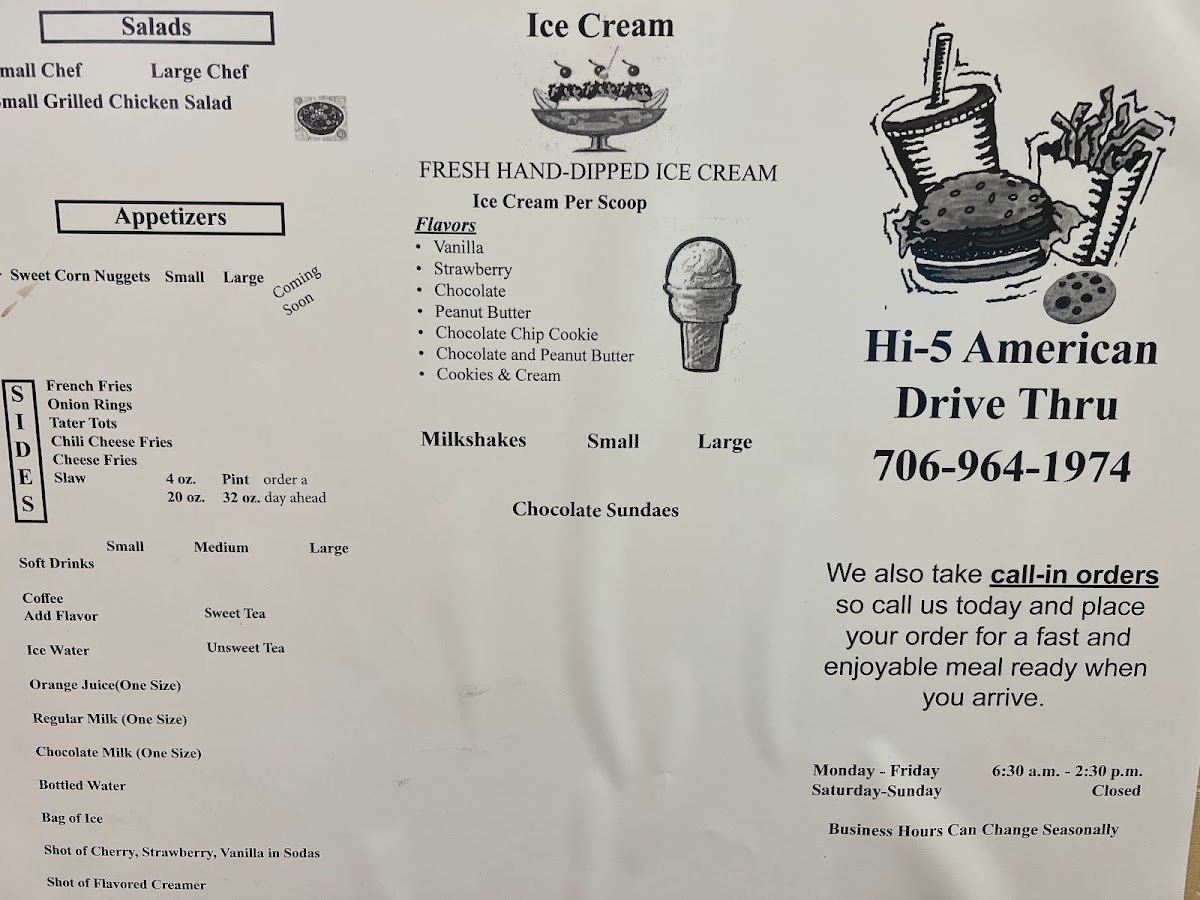 Salads
mall Chef Large Chef
mall Grilled Chicken Salad
Appetizers
Sweet Corn Nuggets Small Large Coming Soon
SIDES
French Fries
Onion Rings
Tater Tots
Chili Cheese Fries
Cheese Fries
Slaw 4 oz. Pint order a
20 oz. 32 oz. day ahead
Small Medium Large
Soft Drinks
Coffee
Add Flavor Sweet Tea
Ice Water Unsweet Tea
Orange Juice(One Size)
Regular Milk (One Size)
Chocolate Milk (One Size)
Bottled Water
Bag of Ice
Shot of Cherry, Strawberry, Vanilla in Sodas
Shot of Flavored Creamer
Ice Cream
FRESH HAND-DIPPED ICE CREAM
Ice Cream Per Scoop
Flavors
• Vanilla
• Strawberry
• Chocolate
• Peanut Butter
• Chocolate Chip Cookie
• Chocolate and Peanut Butter
• Cookies & Cream
Milkshakes Small Large
Chocolate Sundaes
Hi-5 American
Drive Thru
706-964-1974
We also take call-in orders
so call us today and place
your order for a fast and
enjoyable meal ready when
you arrive.
Monday - Friday 6:30 a.m. - 2:30 p.m.
Saturday-Sunday Closed
Business Hours Can Change Seasonally